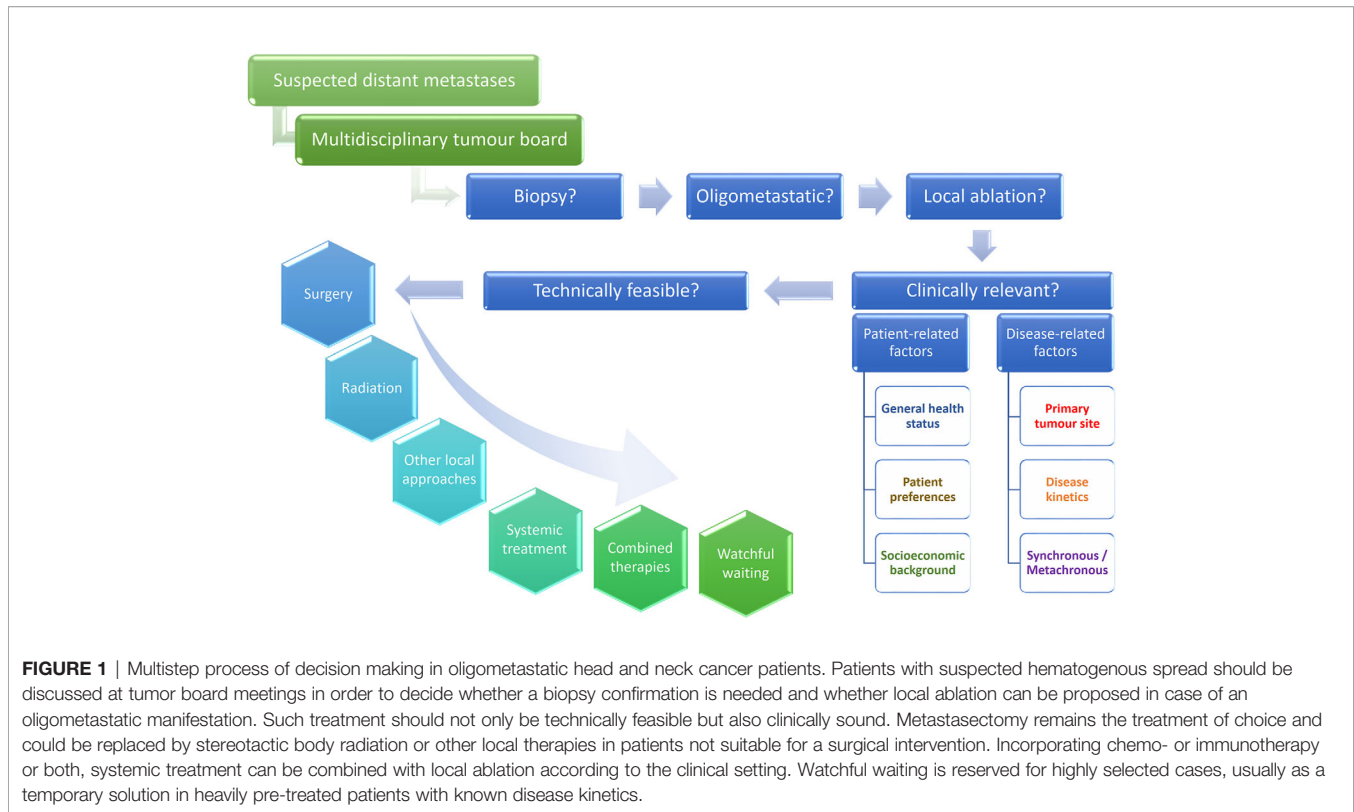 Suspected distant metastases
Multidisciplinary tumour board
Biopsy?
Oligometastatic?
Local ablation?
Clinically relevant?
Technically feasible?
Patient-related
factors
General health
status
Patient
preferences
Socioeconomic
background
Disease-related
factors
Primary
tumour site
Disease
kinetics
Synchronous /
Metachronous
Surgery
Radiation
Other local
approaches
Systemic
treatment
Combined
therapies
Watchful
waiting
FIGURE 1 | Multistep process of decision making in oligometastatic head and neck cancer patients. Patients with suspected hematogenous spread should be
discussed at tumor board meetings in order to decide whether a biopsy confirmation is needed and whether local ablation can be proposed in case of an
oligometastatic manifestation. Such treatment should not only be technically feasible but also clinically sound. Metastasectomy remains the treatment of choice and
could be replaced by stereotactic body radiation or other local therapies in patients not suitable for a surgical intervention. Incorporating chemo- or immunotherapy
or both, systemic treatment can be combined with local ablation according to the clinical setting. Watchful waiting is reserved for highly selected cases, usually as a
temporary solution in heavily pre-treated patients with known disease kinetics.